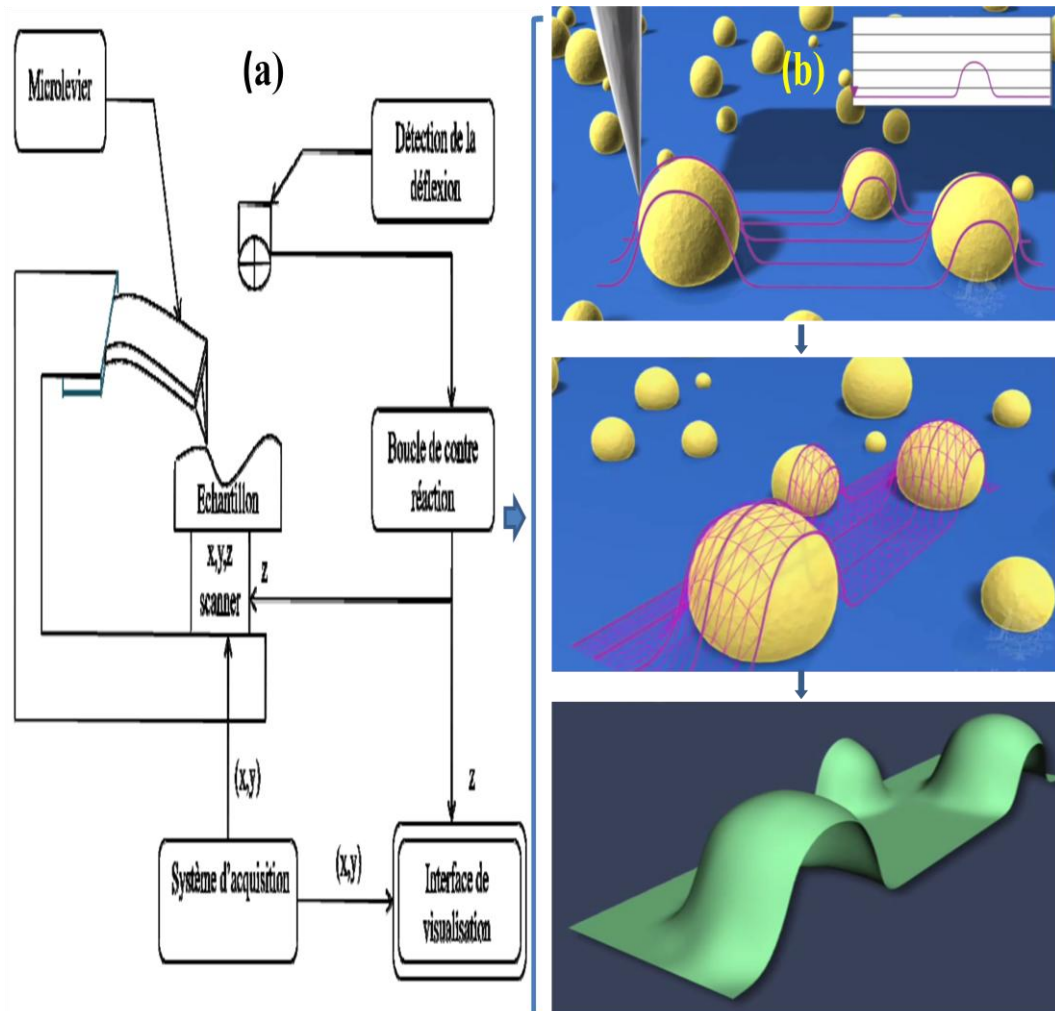 (a)
Microlevier
Détection de la
déflexion
Boucle de contre
réaction
Echantillon
x,y,z
scanner
z
(x,y)
z
Système d'acquisition
(x,y)
Interface de
visualisation
(b)